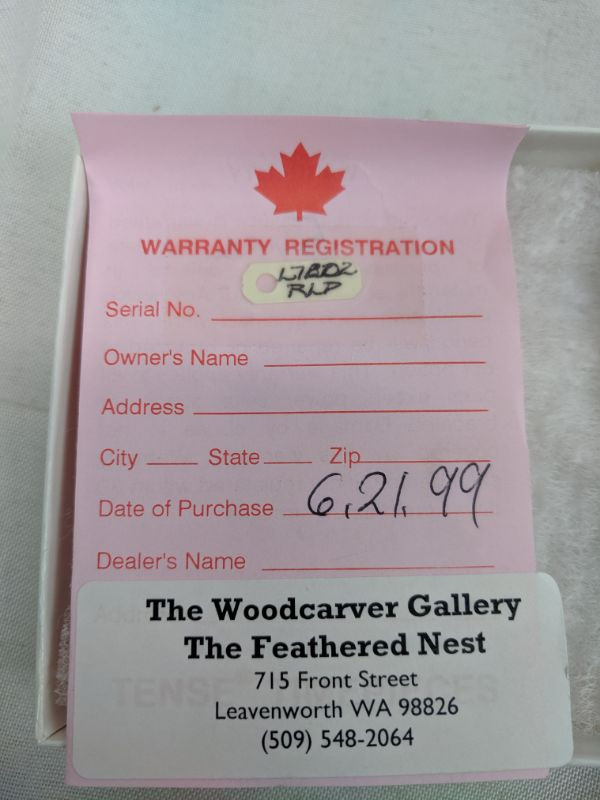 WARRANTY REGISTRATION
L7802
RLP
Serial No.
Owner's Name
Address
City State Zip
Date of Purchase 6.21.99
Dealer's Name
The Woodcarver Gallery
The Feathered Nest
715 Front Street
Leavenworth WA 98826
(509) 548-2064